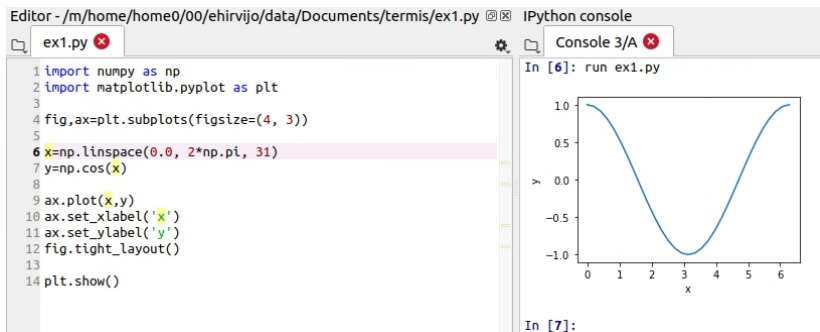 Editor - /m/home/home0/00/ehirvijo/data/Documents/termis/ex1.py
ex1.py
1 import numpy as np
2 import matplotlib.pyplot as plt
3
4 fig,ax=plt.subplots(figsize=(4, 3))
5
6 x=np.linspace(0.0, 2*np.pi, 31)
7 y=np.cos(x)
8
9 ax.plot(x,y)
10 ax.set_xlabel('x')
11 ax.set_ylabel('y')
12 fig.tight_layout()
13
14 plt.show()
IPython console
Console 3/A
In [6]: run ex1.py
1.0
0.5
0.0
−0.5
−1.0
y
0 1 2 3 4 5 6
x
In [7]: